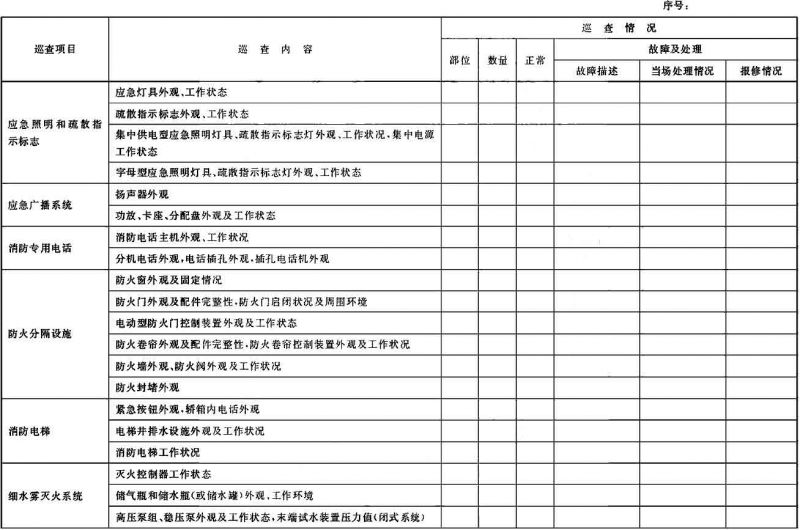 序号:
巡查项目
巡查内容
巡查情况
部位
数量
正常
故障及处理
故障描述
当场处理情况
报修情况
应急照明和疏散指
示标志
应急灯具外观、工作状态
疏散指示标志外观、工作状态
集中供电型应急照明灯具、疏散指示标志灯外观、工作状况,集中电源
工作状态
字母型应急照明灯具、疏散指示标志灯外观、工作状态
应急广播系统
扬声器外观
功放、卡座、分配盘外观及工作状态
消防专用电话
消防电话主机外观、工作状况
分机电话外观,电话插孔外观,插孔电话机外观
防火分隔设施
防火窗外观及固定情况
防火门外观及配件完整性,防火门启闭状况及周围环境
电动型防火门控制装置外观及工作状态
防火卷帘外观及配件完整性,防火卷帘控制装置外观及工作状况
防火墙外观、防火阀外观及工作状况
防火封堵外观
消防电梯
紧急按钮外观,轿箱内电话外观
电梯井排水设施外观及工作状况
消防电梯工作状况
细水雾灭火系统
灭火控制器工作状态
储气瓶和储水瓶(或储水罐)外观、工作环境
高压泵组、稳压泵外观及工作状态,末端试水装置压力值(闭式系统)